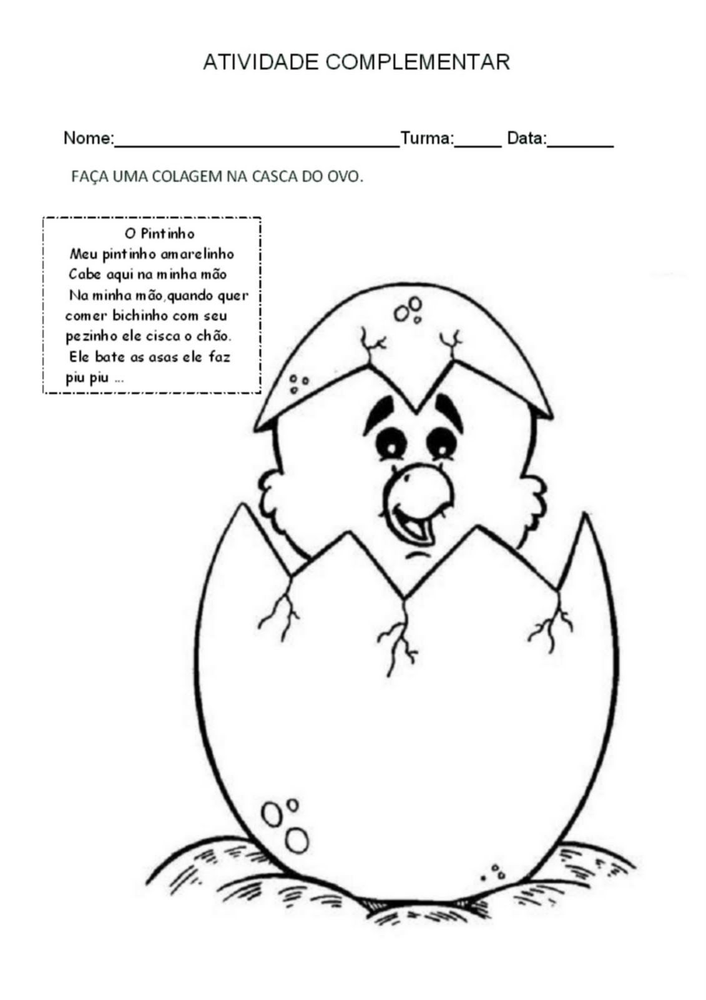 ATIVIDADE COMPLEMENTAR
Nome:______________________________Turma:_____ Data:_______
FAÇA UMA COLAGEM NA CASCA DO OVO.
O Pintinho
Meu pintinho amarelinho
Cabe aqui na minha mão
Na minha mão,quando quer
comer bichinho com seu
pezinho ele cisca o chão.
Ele bate as asas ele faz
piu piu ...